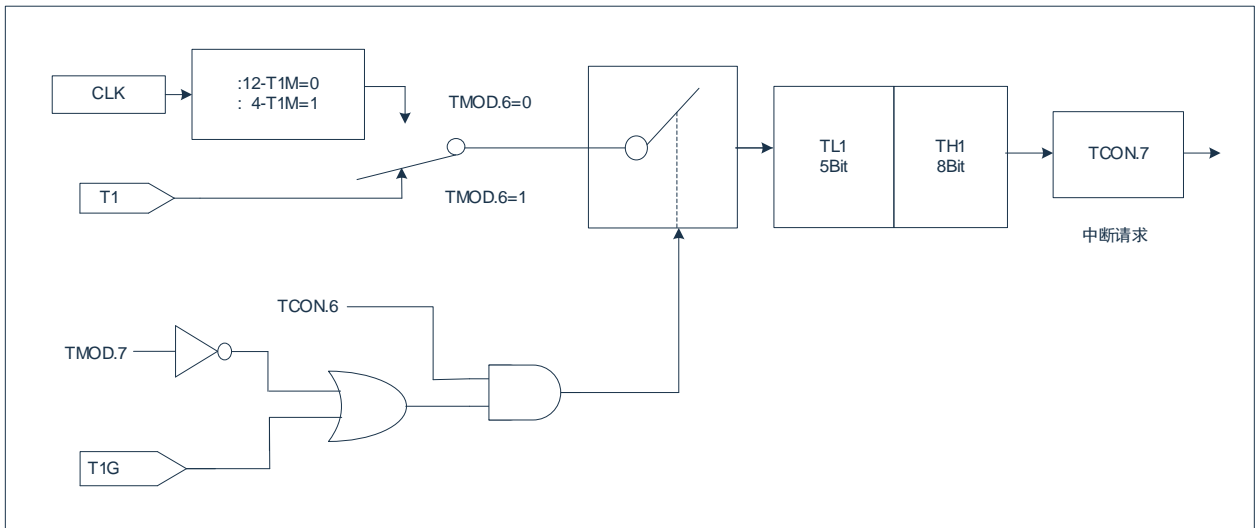 CLK
:12-T1M=0
: 4-T1M=1
TMOD.6=0
T1
TMOD.6=1
TL1
5Bit
TH1
8Bit
TCON.7
中断请求
TCON.6
TMOD.7
T1G